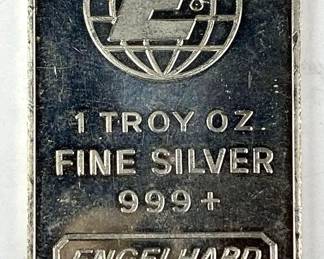 E®
1 TROY OZ
FINE SILVER
999+
ENGELHARD